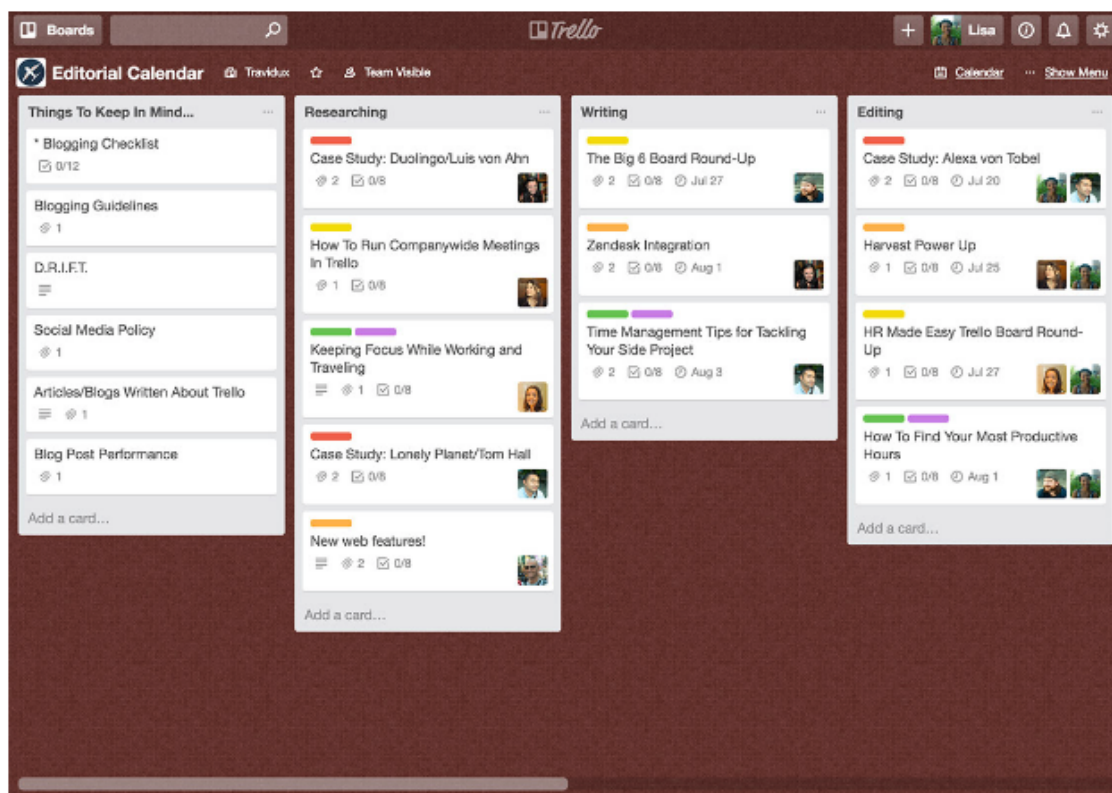 Boards
Trello
Lisa
Editorial Calendar
Travidux
Team Visible
Calendar
... Show Menu
Things To Keep In Mind...
* Blogging Checklist
0/12
Blogging Guidelines
1
D.R.I.F.T.
Social Media Policy
1
Articles/Blogs Written About Trello
1
Blog Post Performance
1
Add a card...
Researching
Case Study: Duolingo/Luis von Ahn
2 0/8
How To Run Companywide Meetings
In Trello
1 0/8
Keeping Focus While Working and
Traveling
1 0/8
Case Study: Lonely Planet/Tom Hall
2 0/8
New web features!
2 0/8
Add a card...
Writing
The Big 6 Board Round-Up
2 0/8 Jul 27
Zendesk Integration
2 0/8 Aug 1
Time Management Tips for Tackling
Your Side Project
2 0/8 Aug 3
Add a card...
Editing
Case Study: Alexa von Tobel
2 0/8 Jul 20
Harvest Power Up
1 0/8 Jul 25
HR Made Easy Trello Board Round-
Up
1 0/8 Jul 27
How To Find Your Most Productive
Hours
1 0/8 Aug 1
Add a card...